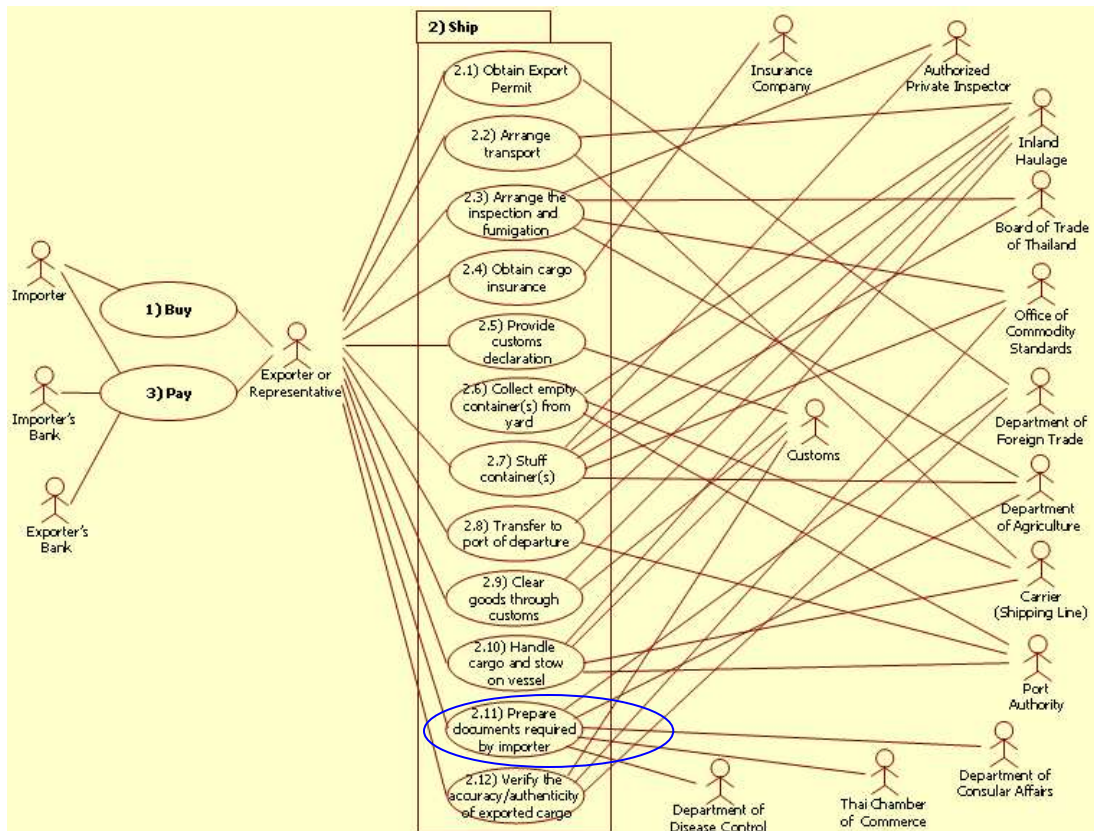 2) Ship
2.1) Obtain Export
Permit
2.2) Arrange
transport
2.3) Arrange the
inspection and
fumigation
2.4) Obtain cargo
insurance
2.5) Provide
customs
declaration
2.6) Collect empty
container(s) from
yard
2.7) Stuff
container(s)
2.8) Transfer to
port of departure
2.9) Clear
goods through
customs
2.10) Handle
cargo and stow
on vessel
2.11) Prepare
documents required
by importer
2.12) Verify the
accuracy/authenticity
of exported cargo
Importer
1) Buy
3) Pay
Importer's
Bank
Exporter's
Bank
Exporter or
Representative
Insurance
Company
Authorized
Private Inspector
Inland
Haulage
Board of Trade
of Thailand
Office of
Commodity
Standards
Department of
Foreign Trade
Customs
Department
of Agriculture
Carrier
(Shipping Line)
Port
Authority
Department of
Consular Affairs
Thai Chamber
of Commerce
Department of
Disease Control